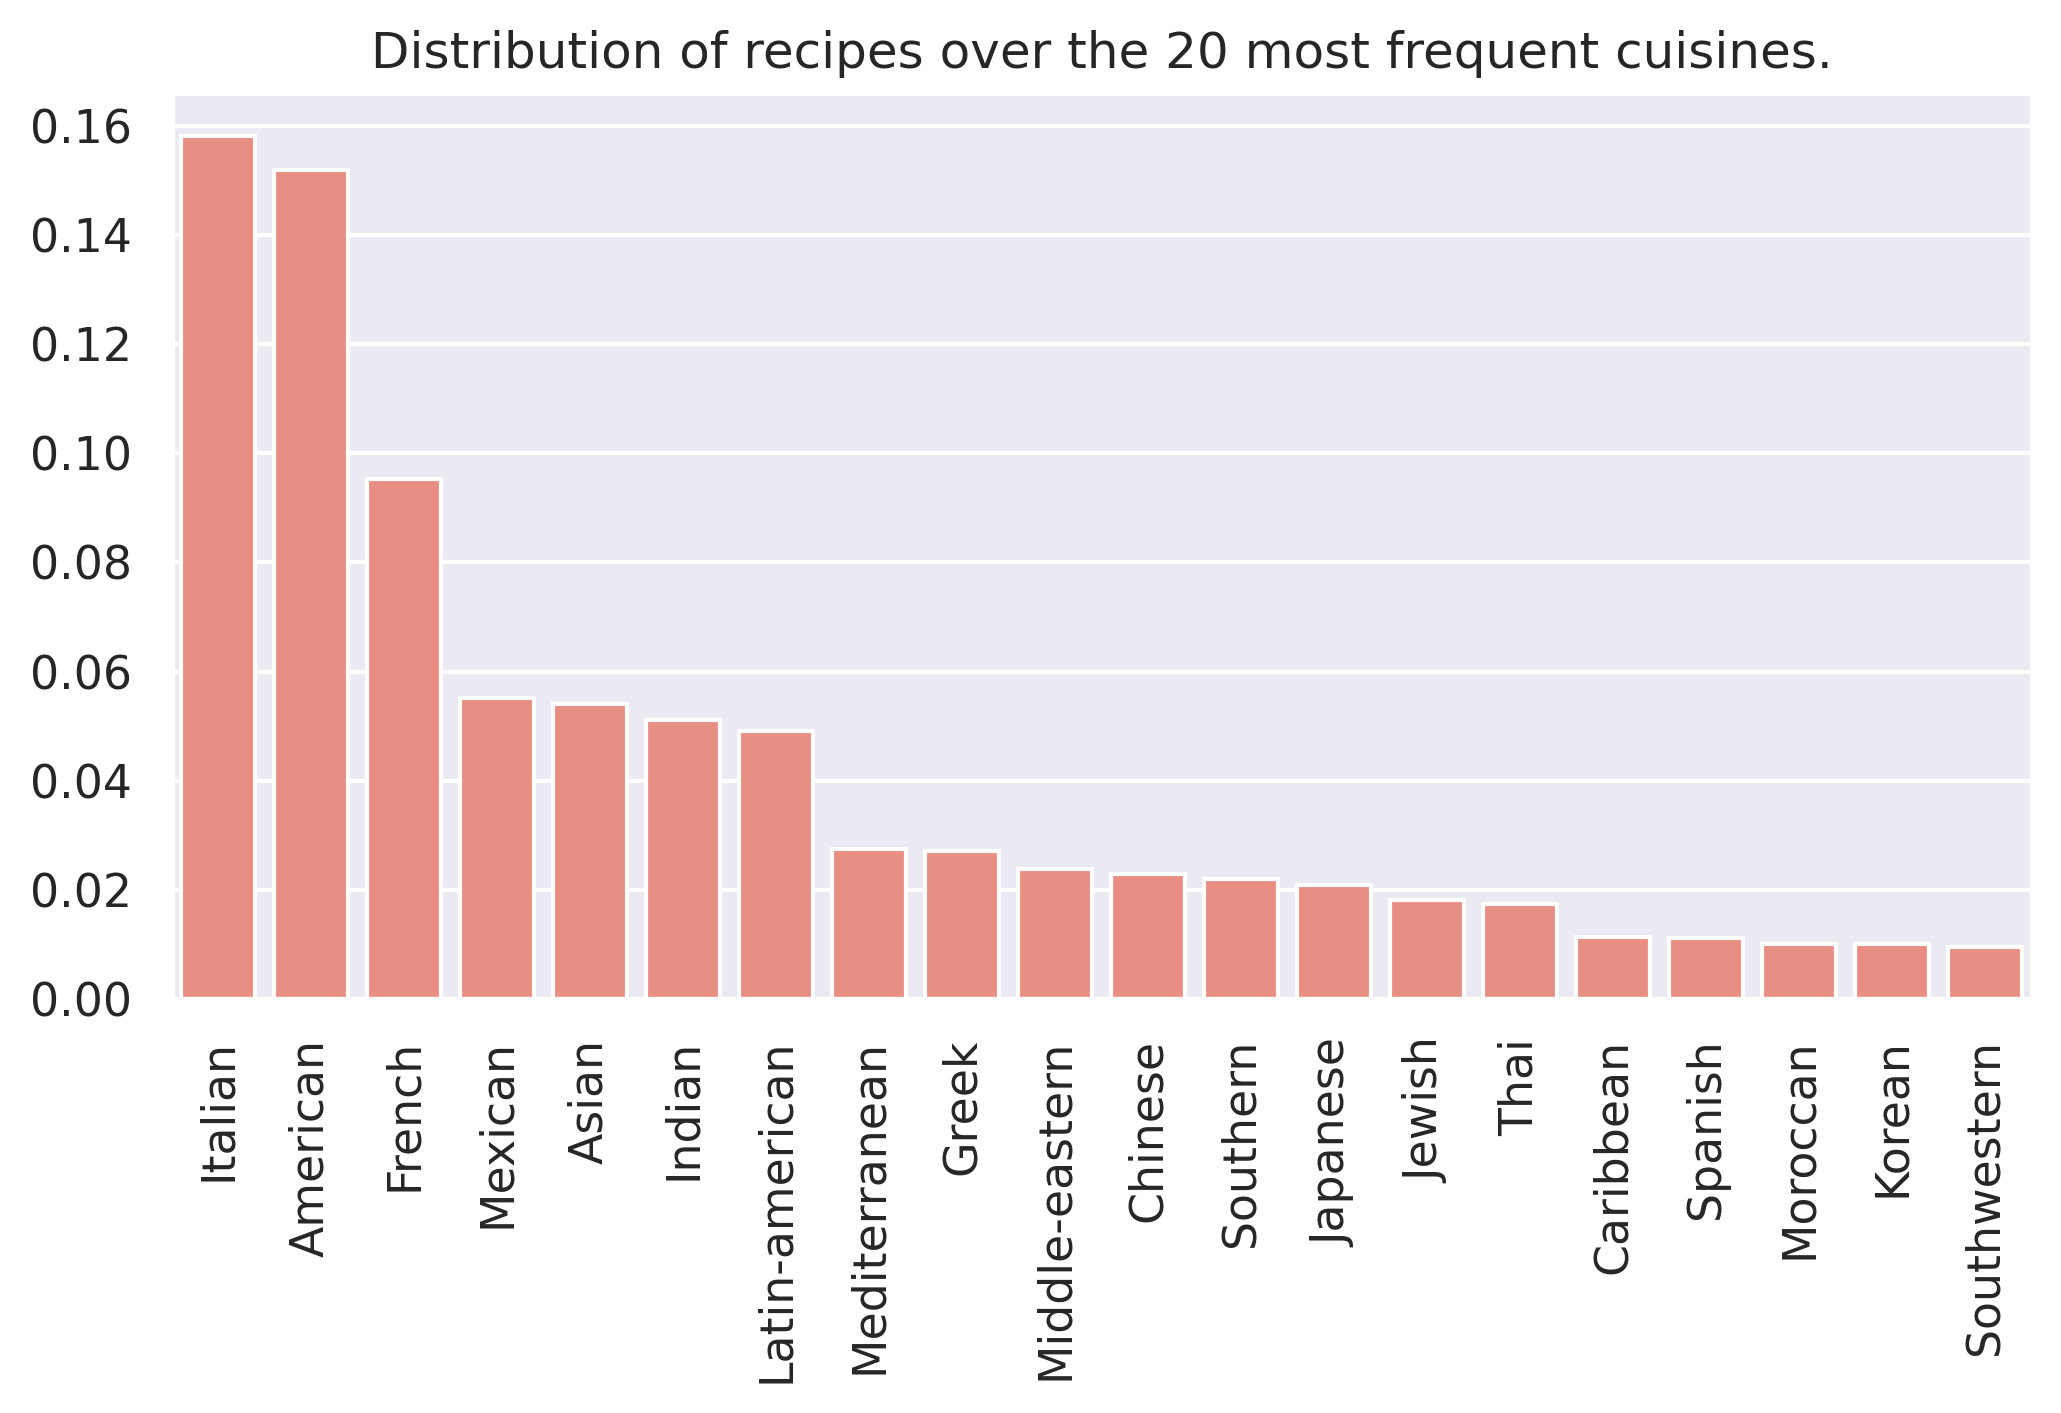 Distribution of recipes over the 20 most frequent cuisines.
0.16
0.14
0.12
0.10
0.08
0.06
0.04
0.02
0.00
Italian
American
French
Mexican
Asian
Indian
Latin-american
Mediterranean
Greek
Middle-eastern
Chinese
Southern
Japanese
Jewish
Thai
Caribbean
Spanish
Moroccan
Korean
Southwestern